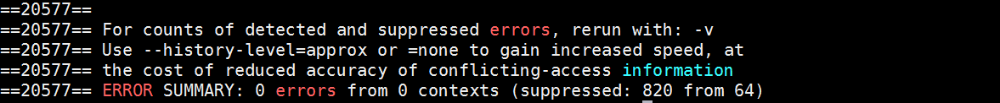 ==20577==
==20577== For counts of detected and suppressed errors, rerun with: -v
==20577== Use --history-level=approx or =none to gain increased speed, at
==20577== the cost of reduced accuracy of conflicting-access information
==20577== ERROR SUMMARY: 0 errors from 0 contexts (suppressed: 820 from 64)